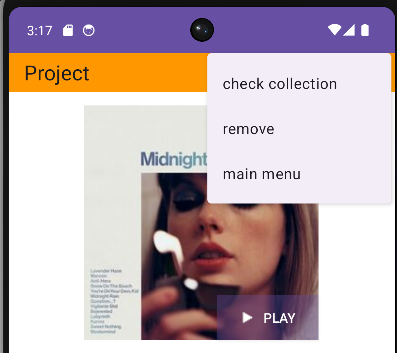 3:17
Project
check collection
remove
main menu
Midnight
Lavender Haze
Maroon
Anti-Hero
Snow On The Beach
You're On Your Own, Kid
Midnight Rain
Question...?
Vigilante Shit
Bejeweled
Labyrinth
Karma
Sweet Nothing
Mastermind
PLAY